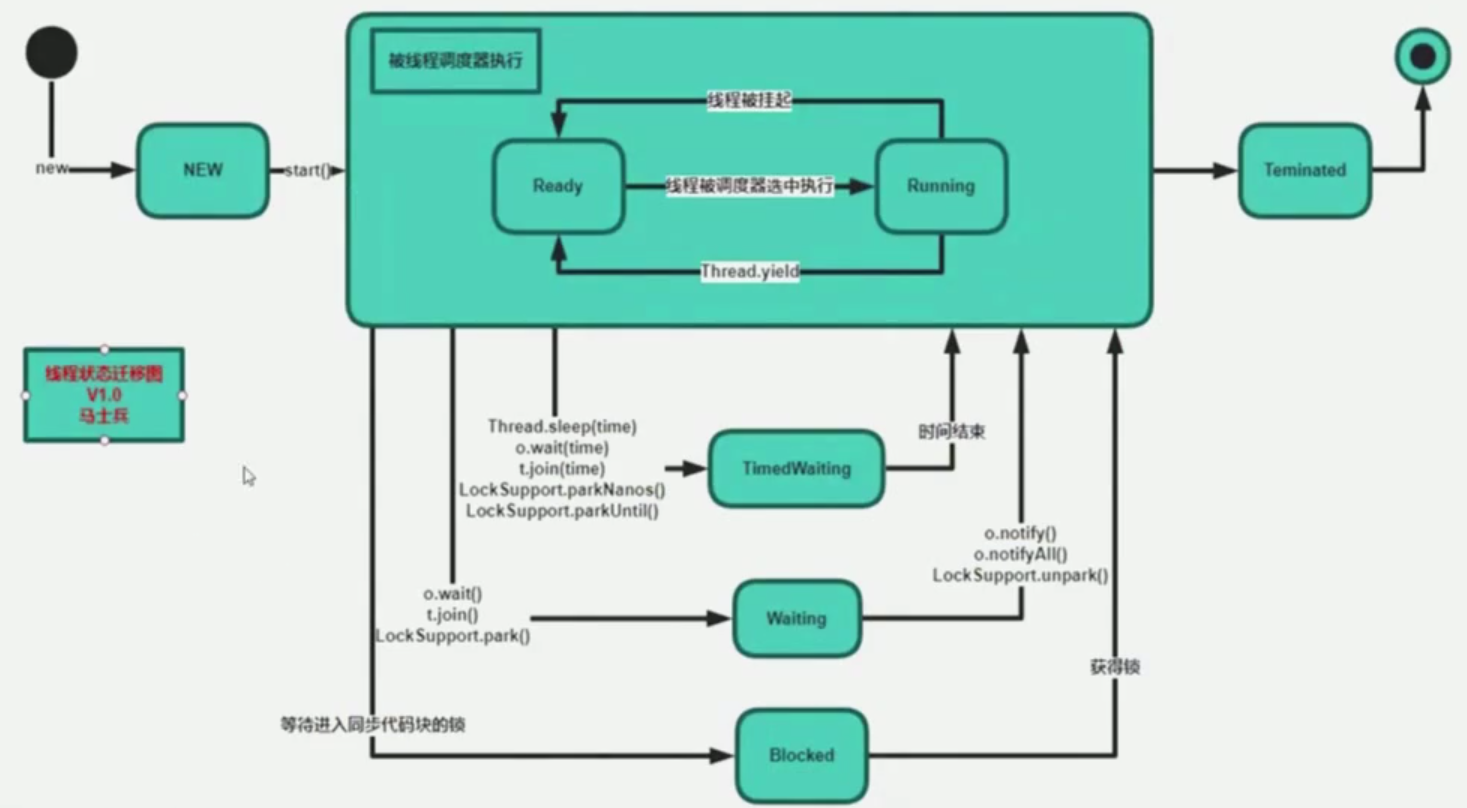 被线程调度器执行
线程被挂起
new
NEW
start()
Ready
线程被调度器选中执行
Running
Teminated
Thread.yield
线程状态迁移图
V1.0
马士兵
Thread.sleep(time)
o.wait(time)
t.join(time)
LockSupport.parkNanos()
LockSupport.parkUntil()
TimedWaiting
时间结束
o.notify()
o.notifyAll()
LockSupport.unpark()
o.wait()
t.join()
LockSupport.park()
Waiting
获得锁
等待进入同步代码块的锁
Blocked